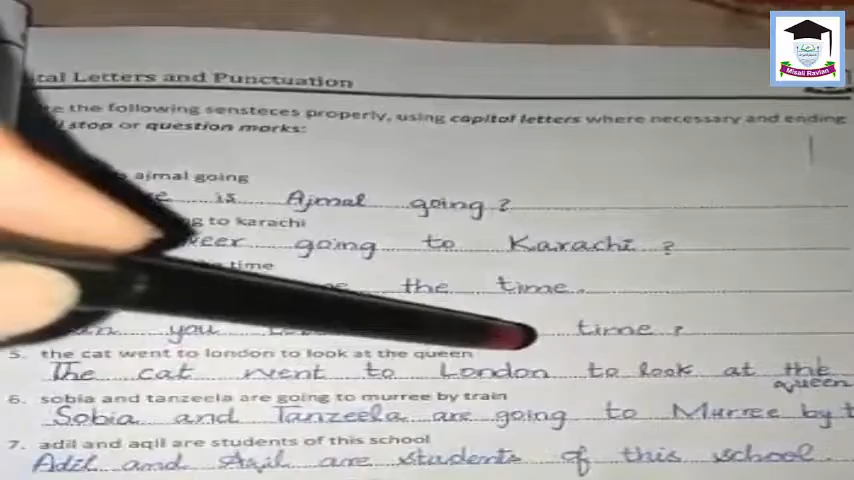 Misali Ravian
tal Letters and Punctuation
te the following sensteces properly, using capitol letters where necessary and ending
stop or question marks:
ajmal going
is Ajmal going?
ng to karachi
going to Karachi?
time
the time.
you time?
5. the cat went to london to look at the queen
The cat went to London to look at the
queen
6. sobia and tanzeela are going to murree by train
Sobia and Tanzeela are going to Murree by t
7. adil and aqil are students of this school
Adil and Aqil are students of this school.